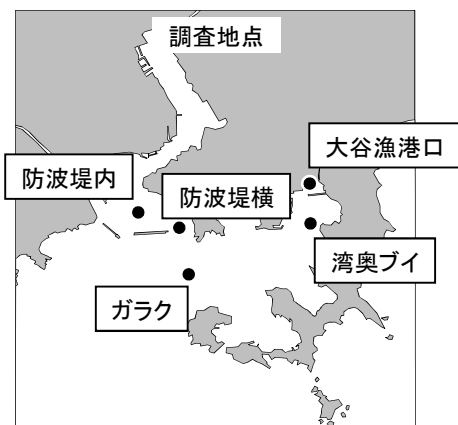 調査地点
大谷漁港口
防波堤内
防波堤横
湾奥ブイ
ガラク